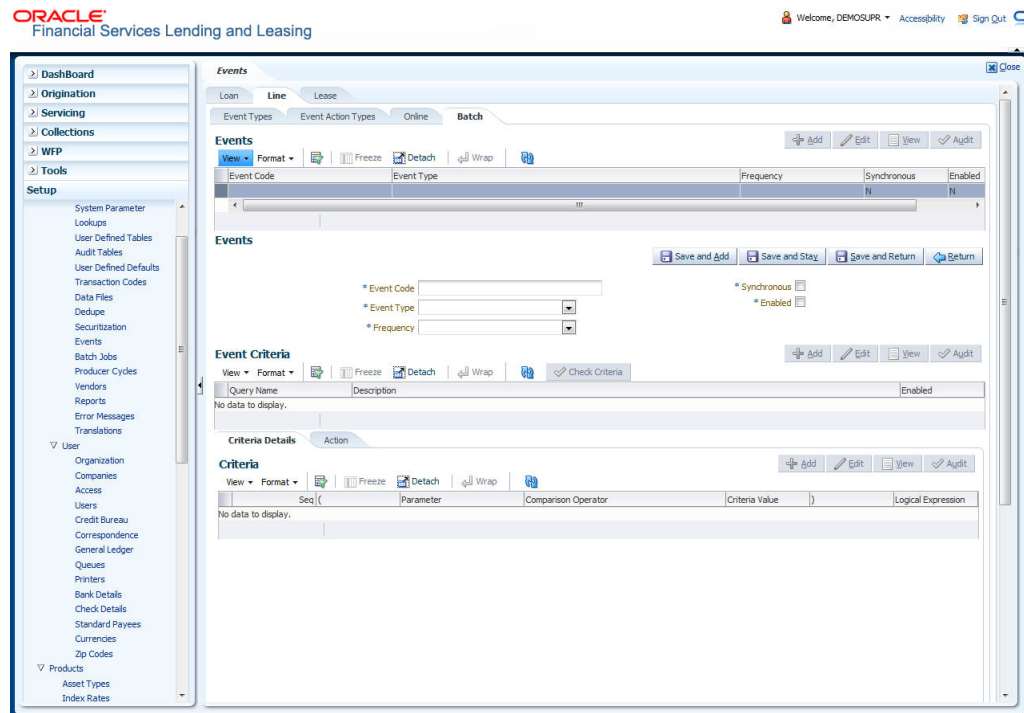 ORACLE
Financial Services Lending and Leasing
Welcome, DEMOSUPR Accessibility Sign Out
Close
DashBoard
Origination
Servicing
Collections
WFP
Tools
Setup
System Parameter
Lookups
User Defined Tables
Audit Tables
User Defined Defaults
Transaction Codes
Data Files
Dedupe
Securitization
Events
Batch Jobs
Producer Cycles
Vendors
Reports
Error Messages
Translations
User
Organization
Companies
Access
Users
Credit Bureau
Correspondence
General Ledger
Queues
Printers
Bank Details
Check Details
Standard Payees
Currencies
Zip Codes
Products
Asset Types
Index Rates
Events
Loan Line Lease
Event Types Event Action Types Online Batch
Events
Add Edit View Audit
View Format Freeze Detach Wrap
Event Code Event Type Frequency Synchronous Enabled
N N
Events
Save and Add Save and Stay Save and Return Return
* Event Code * Synchronous
* Event Type * Enabled
* Frequency
Event Criteria
Add Edit View Audit
View Format Freeze Detach Wrap Check Criteria
Query Name Description Enabled
No data to display.
Criteria Details Action
Criteria
Add Edit View Audit
View Format Freeze Detach Wrap
Seq ( Parameter Comparison Operator Criteria Value ) Logical Expression
No data to display.